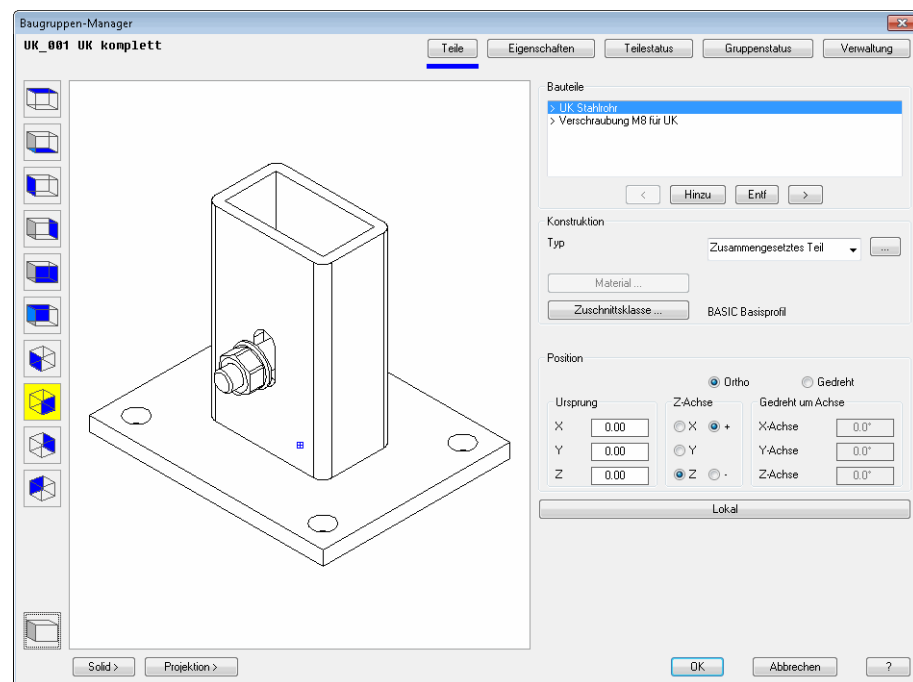 Baugruppen-Manager
UK_001 UK komplett
Teile Eigenschaften Teilestatus Gruppenstatus Verwaltung
Bauteile
> UK Stahlrohr
> Verschraubung M8 für UK
< Hinzu Entf >
Konstruktion
Typ Zusammengesetztes Teil ...
Material ...
Zuschnittsklasse ... BASIC Basisprofil
Position
Ortho Gedreht
Ursprung Z-Achse Gedreht um Achse
X 0.00 X + X-Achse 0.0°
Y 0.00 Y Y-Achse 0.0°
Z 0.00 Z - Z-Achse 0.0°
Lokal
Solid > Projektion > OK Abbrechen ?